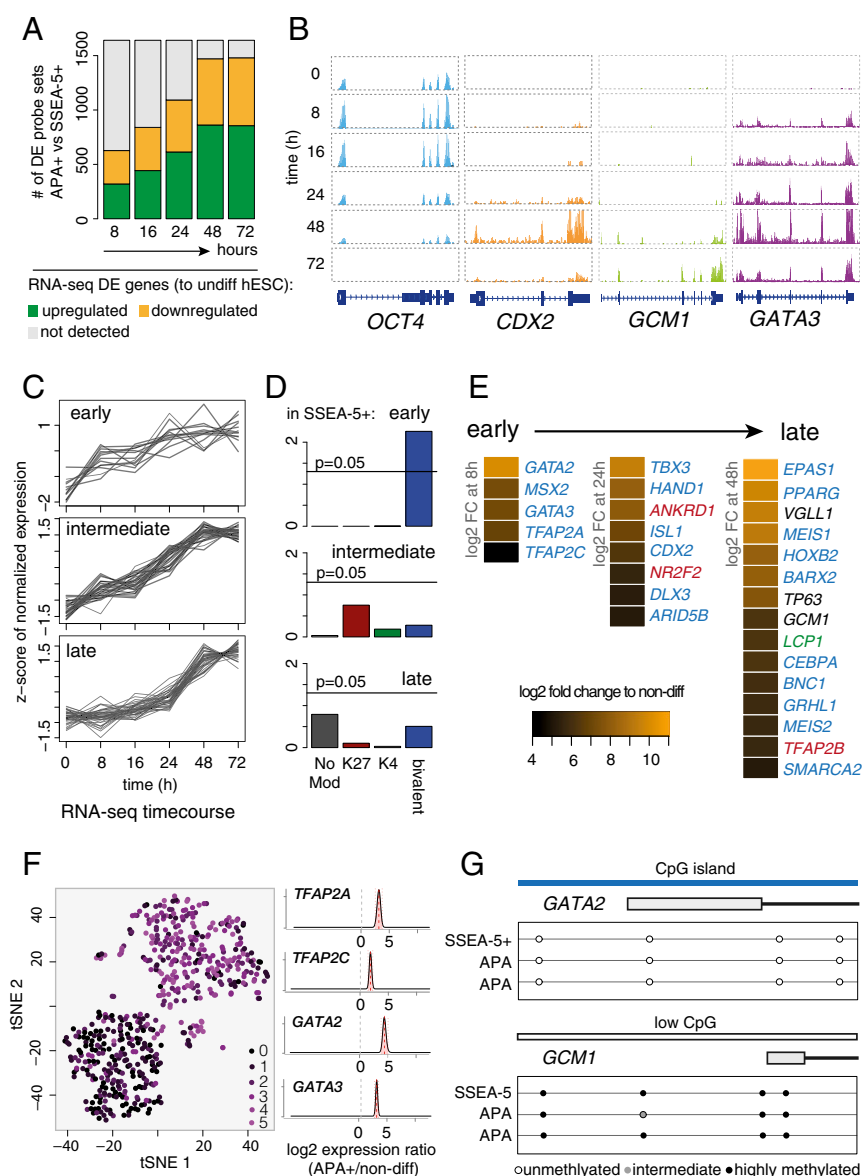 A
1500
1000
500
0
# of DE probe sets
APA+ vs SSEA-5+
8 16 24 48 72
hours
RNA-seq DE genes (to undiff hESC):
upregulated downregulated
not detected
B
time (h)
0
8
16
24
48
72
OCT4 CDX2 GCM1 GATA3
C
z-score of normalized expression
early
1
−2
intermediate
1.5
−1.5
late
1.5
−1.5
0 8 16 24 48 72
time (h)
RNA-seq timecourse
D
in SSEA-5+: early
2
p=0.05
0
intermediate
2
p=0.05
0
late
2
p=0.05
0
No Mod K27 K4 bivalent
E
early late
log2 FC at 8h
GATA2
MSX2
GATA3
TFAP2A
TFAP2C
log2 FC at 24h
TBX3
HAND1
ANKRD1
ISL1
CDX2
NR2F2
DLX3
ARID5B
log2 FC at 48h
EPAS1
PPARG
VGLL1
MEIS1
HOXB2
BARX2
TP63
GCM1
LCP1
CEBPA
BNC1
GRHL1
MEIS2
TFAP2B
SMARCA2
log2 fold change to non-diff
4 6 8 10
F
tSNE 2
40
20
0
−20
−40
−40 −20 0 20 40
tSNE 1
0
1
2
3
4
5
TFAP2A
0 5
TFAP2C
0 5
GATA2
0 5
GATA3
0 5
log2 expression ratio
(APA+/non-diff)
G
CpG island
GATA2
SSEA-5+
APA
APA
low CpG
GCM1
SSEA-5
APA
APA
unmethlyated intermediate highly methylated